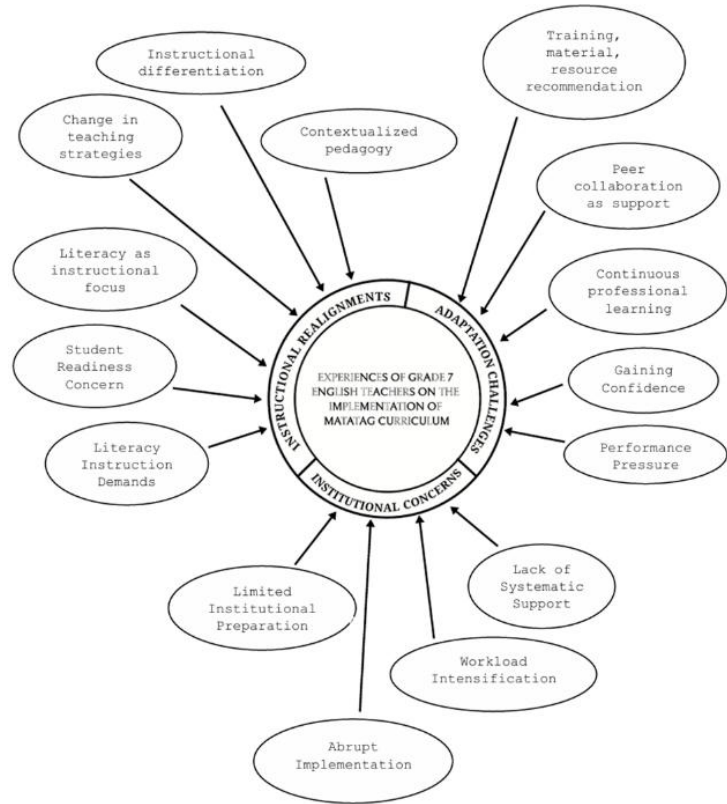 Instructional
differentiation
Training,
material,
resource
recommendation
Change in
teaching
strategies
Contextualized
pedagogy
Peer
collaboration
as support
Literacy as
instructional
focus
Continuous
professional
learning
Student
Readiness
Concern
Gaining
Confidence
Literacy
Instruction
Demands
Performance
Pressure
INSTRUCTIONAL REALIGNMENTS
ADAPTATION CHALLENGES
INSTITUTIONAL CONCERNS
EXPERIENCES OF GRADE 7
ENGLISH TEACHERS ON THE
IMPLEMENTATION OF
MATATAG CURRICULUM
Limited
Institutional
Preparation
Lack of
Systematic
Support
Workload
Intensification
Abrupt
Implementation